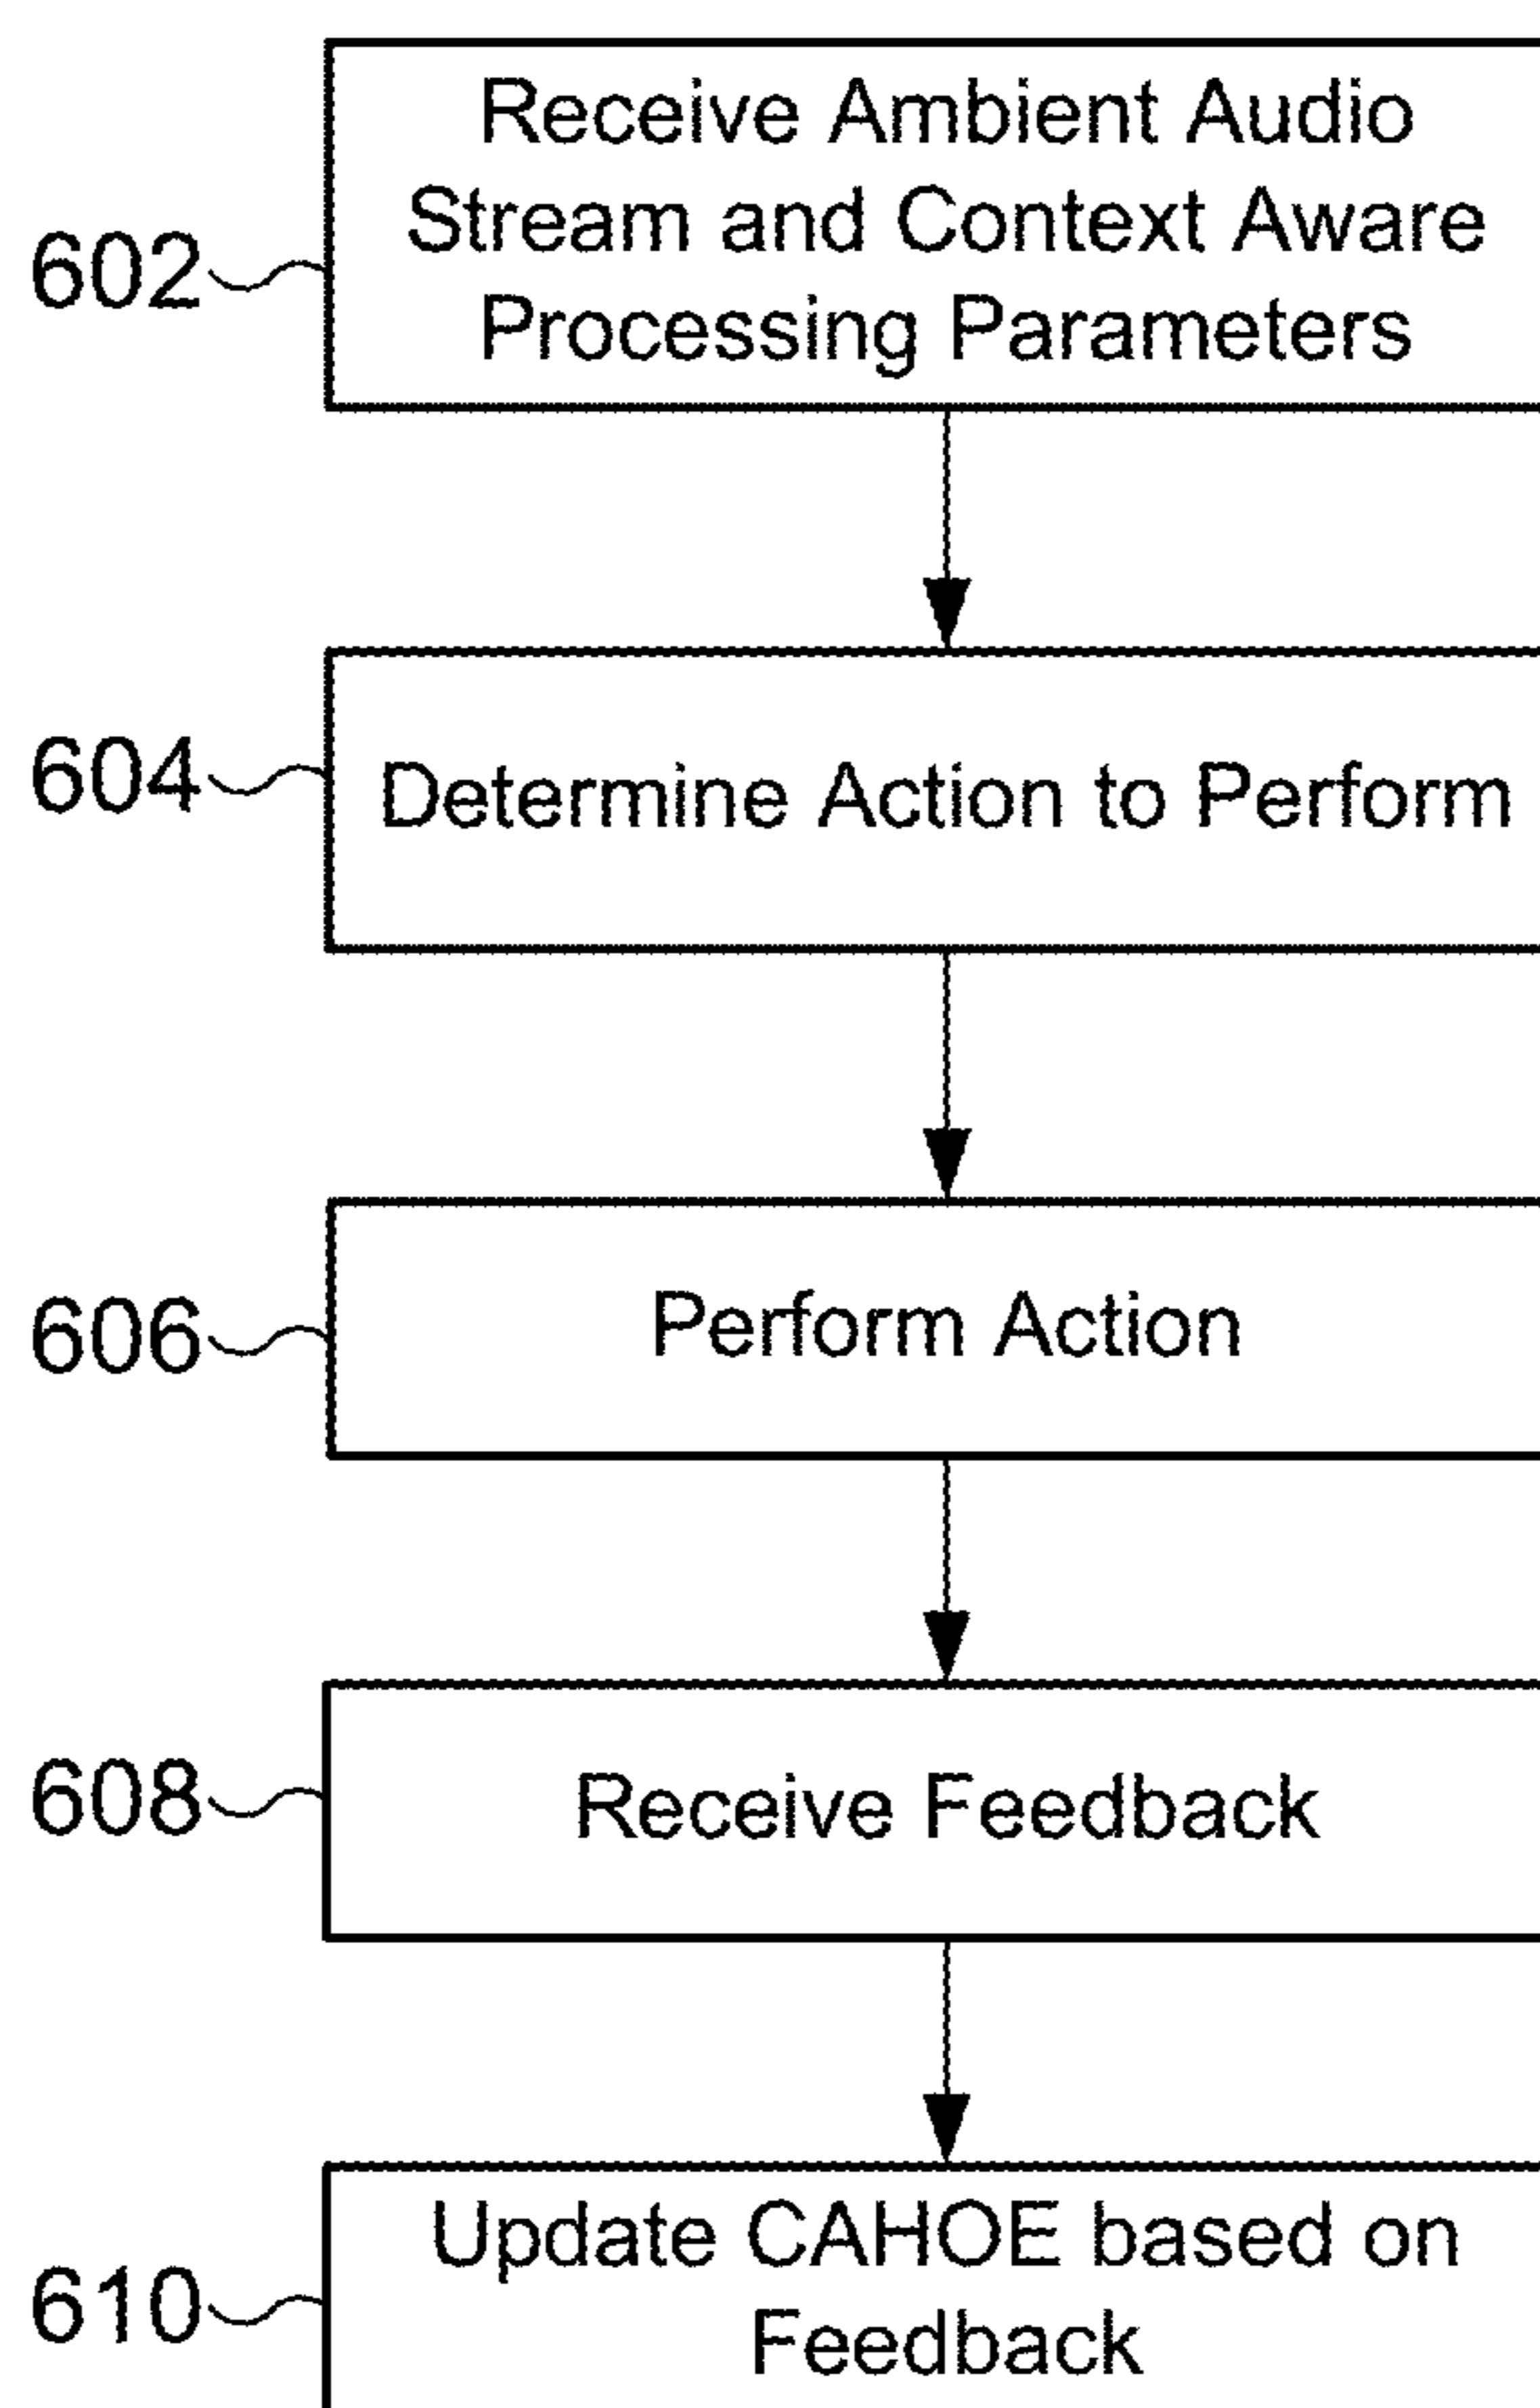 Receive Ambient Audio
Stream and Context Aware
Processing Parameters
602
Determine Action to Perform
604
Perform Action
606
Receive Feedback
608
Update CAHOE based on
Feedback
610